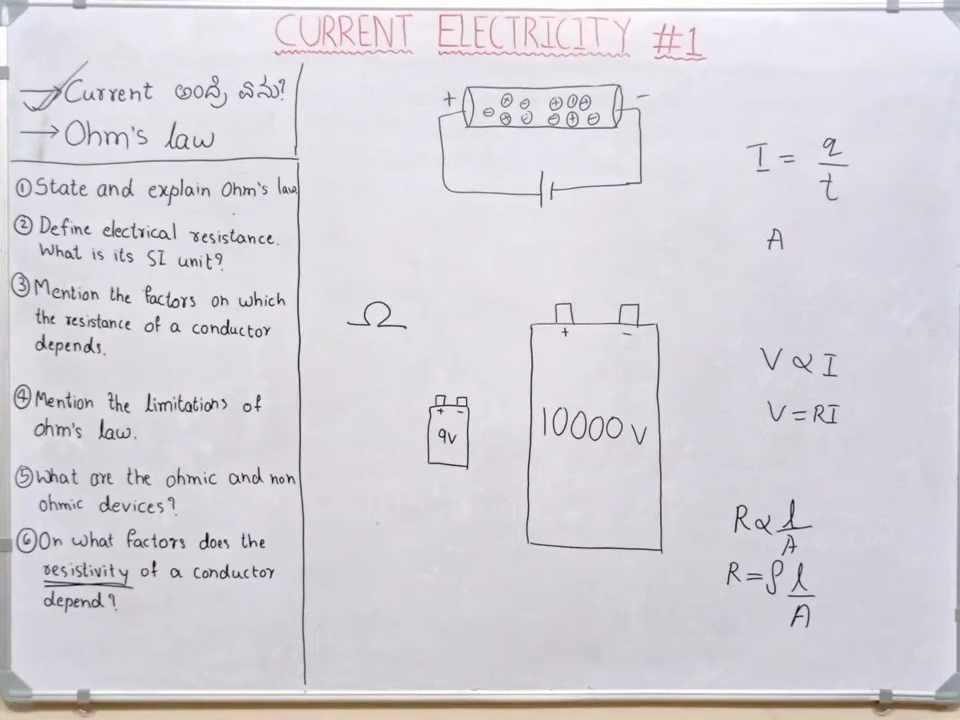 CURRENT ELECTRICITY #1
→ Current ಅಂದ್ರೆ ಏನು?
→ Ohm's law
① State and explain Ohm's law
② Define electrical resistance.
What is its SI unit?
③ Mention the factors on which
the resistance of a conductor
depends.
④ Mention the limitations of
ohm's law.
⑤ What are the ohmic and non
ohmic devices?
⑥ On what factors does the
resistivity of a conductor
depend?
+ −
I = q/t
A
Ω
+ −
9V
+ −
10000 V
V ∝ I
V = RI
R ∝ l/A
R = ρ l/A